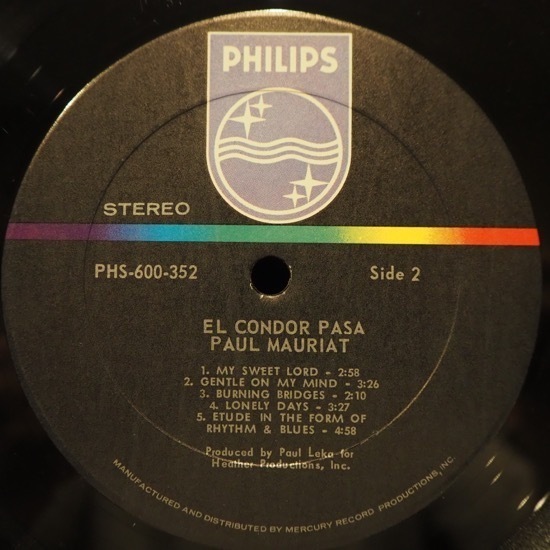 PHILIPS
STEREO
PHS-600-352
Side 2
EL CONDOR PASA
PAUL MAURIAT
1. MY SWEET LORD - 2:58
2. GENTLE ON MY MIND - 3:26
3. BURNING BRIDGES - 2:10
4. LONELY DAYS - 3:27
5. ETUDE IN THE FORM OF
RHYTHM & BLUES - 4:58
Produced by Paul Leka for
Heather Productions, Inc.
MANUFACTURED AND DISTRIBUTED BY MERCURY RECORD PRODUCTIONS, INC.